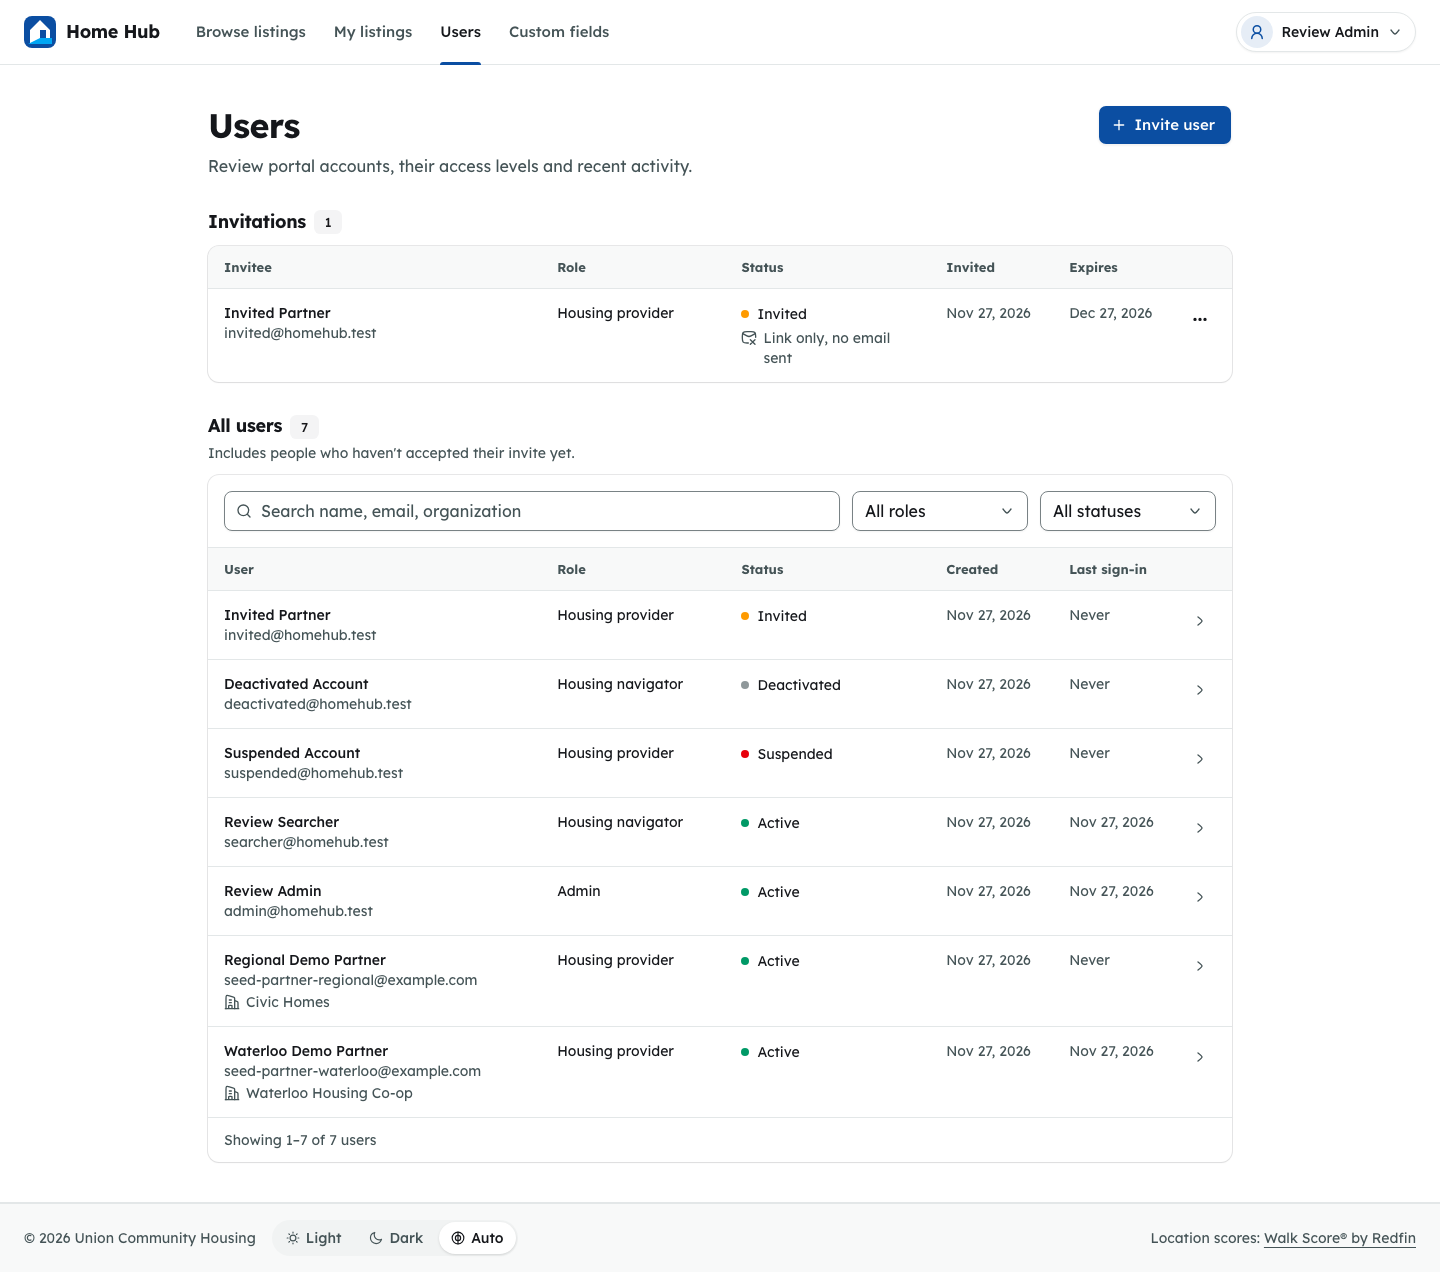 Home Hub
Browse listings
My listings
Users
Custom fields
Review Admin
Users
Invite user
Review portal accounts, their access levels and recent activity.
Invitations 1
Invitee Role Status Invited Expires
Invited Partner Housing provider Invited Nov 27, 2026 Dec 27, 2026
invited@homehub.test Link only, no email
sent
All users 7
Includes people who haven't accepted their invite yet.
Search name, email, organization All roles All statuses
User Role Status Created Last sign-in
Invited Partner Housing provider Invited Nov 27, 2026 Never
invited@homehub.test
Deactivated Account Housing navigator Deactivated Nov 27, 2026 Never
deactivated@homehub.test
Suspended Account Housing provider Suspended Nov 27, 2026 Never
suspended@homehub.test
Review Searcher Housing navigator Active Nov 27, 2026 Nov 27, 2026
searcher@homehub.test
Review Admin Admin Active Nov 27, 2026 Nov 27, 2026
admin@homehub.test
Regional Demo Partner Housing provider Active Nov 27, 2026 Never
seed-partner-regional@example.com
Civic Homes
Waterloo Demo Partner Housing provider Active Nov 27, 2026 Nov 27, 2026
seed-partner-waterloo@example.com
Waterloo Housing Co-op
Showing 1–7 of 7 users
© 2026 Union Community Housing Light Dark Auto Location scores: Walk Score® by Redfin